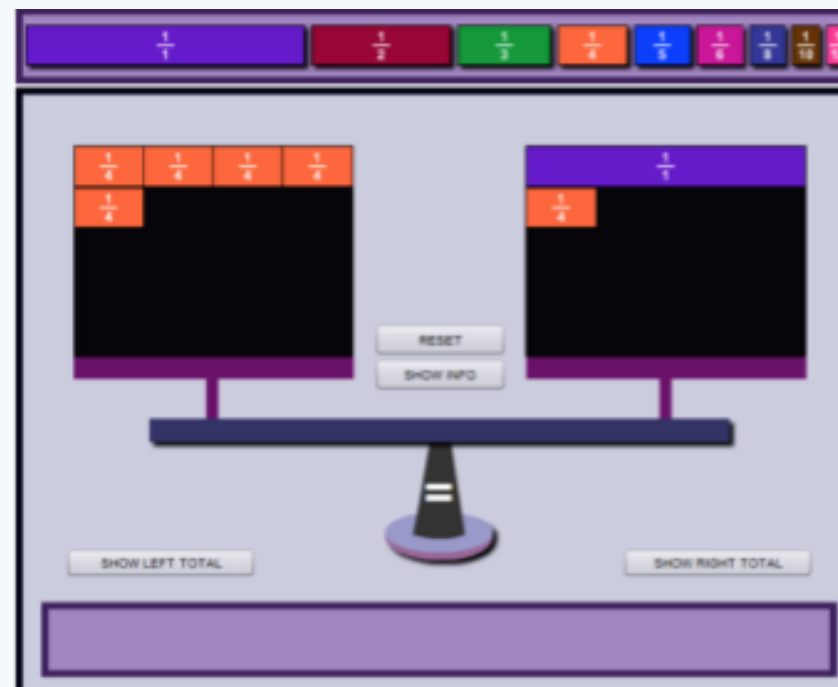 1/1 1/2 1/3 1/4 1/5 1/6 1/8 1/10
1/4 1/4 1/4 1/4 1/1
1/4 1/4
RESET
SHOW INFO
=
SHOW LEFT TOTAL SHOW RIGHT TOTAL